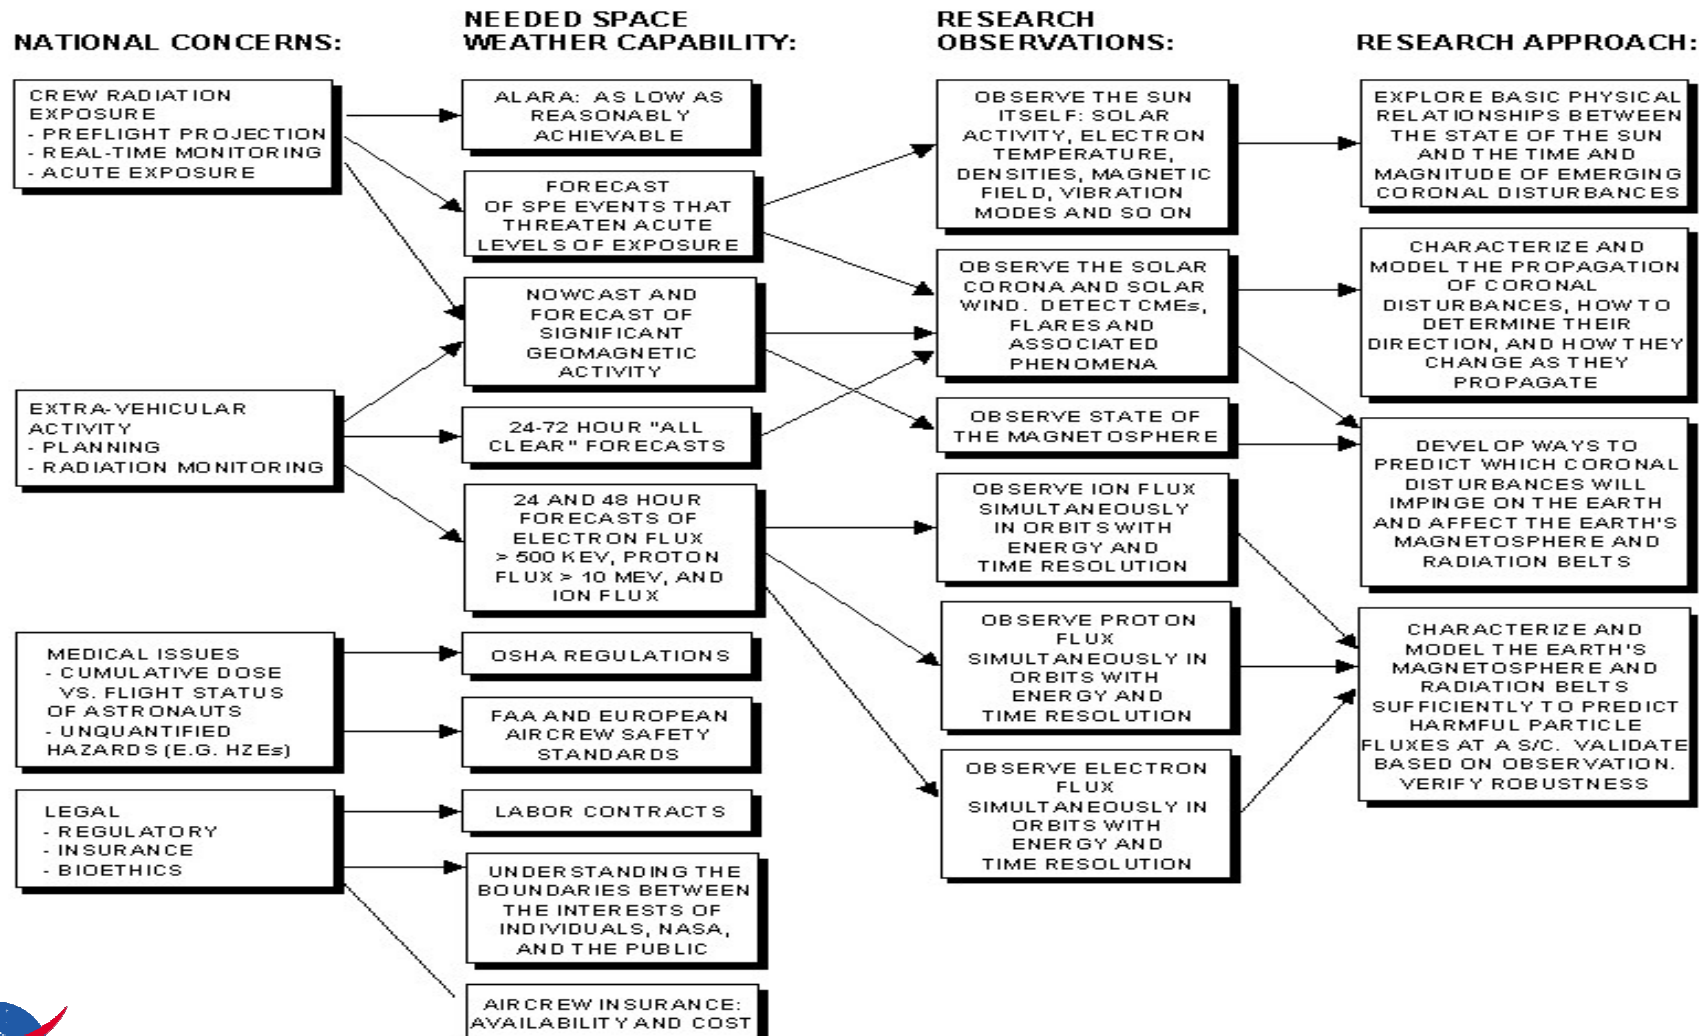 NATIONAL CONCERNS:
NEEDED SPACE
WEATHER CAPABILITY:
RESEARCH
OBSERVATIONS:
RESEARCH APPROACH:
CREW RADIATION
EXPOSURE
- PREFLIGHT PROJECTION
- REAL-TIME MONITORING
- ACUTE EXPOSURE
EXTRA-VEHICULAR
ACTIVITY
- PLANNING
- RADIATION MONITORING
MEDICAL ISSUES
- CUMULATIVE DOSE
VS. FLIGHT STATUS
OF ASTRONAUTS
- UNQUANTIFIED
HAZARDS (E.G. HZEs)
LEGAL
- REGULATORY
- INSURANCE
- BIOETHICS
ALARA: AS LOW AS
REASONABLY
ACHIEVABLE
FORECAST
OF SPE EVENTS THAT
THREATEN ACUTE
LEVELS OF EXPOSURE
NOWCAST AND
FORECAST OF
SIGNIFICANT
GEOMAGNETIC
ACTIVITY
24-72 HOUR "ALL
CLEAR" FORECASTS
24 AND 48 HOUR
FORECASTS OF
ELECTRON FLUX
> 500 KEV, PROTON
FLUX > 10 MEV, AND
ION FLUX
OSHA REGULATIONS
FAA AND EUROPEAN
AIRCREW SAFETY
STANDARDS
LABOR CONTRACTS
UNDERSTANDING THE
BOUNDARIES BETWEEN
THE INTERESTS OF
INDIVIDUALS, NASA,
AND THE PUBLIC
AIRCREW INSURANCE:
AVAILABILITY AND COST
OBSERVE THE SUN
ITSELF: SOLAR
ACTIVITY, ELECTRON
TEMPERATURE,
DENSITIES, MAGNETIC
FIELD, VIBRATION
MODES AND SO ON
OBSERVE THE SOLAR
CORONA AND SOLAR
WIND. DETECT CMEs,
FLARES AND
ASSOCIATED
PHENOMENA
OBSERVE STATE OF
THE MAGNETOSPHERE
OBSERVE ION FLUX
SIMULTANEOUSLY
IN ORBITS WITH
ENERGY AND
TIME RESOLUTION
OBSERVE PROTON
FLUX
SIMULTANEOUSLY IN
ORBITS WITH
ENERGY AND
TIME RESOLUTION
OBSERVE ELECTRON
FLUX
SIMULTANEOUSLY IN
ORBITS WITH
ENERGY AND
TIME RESOLUTION
EXPLORE BASIC PHYSICAL
RELATIONSHIPS BETWEEN
THE STATE OF THE SUN
AND THE TIME AND
MAGNITUDE OF EMERGING
CORONAL DISTURBANCES
CHARACTERIZE AND
MODEL THE PROPAGATION
OF CORONAL
DISTURBANCES, HOW TO
DETERMINE THEIR
DIRECTION, AND HOW THEY
CHANGE AS THEY
PROPAGATE
DEVELOP WAYS TO
PREDICT WHICH CORONAL
DISTURBANCES WILL
IMPINGE ON THE EARTH
AND AFFECT THE EARTH'S
MAGNETOSPHERE AND
RADIATION BELTS
CHARACTERIZE AND
MODEL THE EARTH'S
MAGNETOSPHERE AND
RADIATION BELTS
SUFFICIENTLY TO PREDICT
HARMFUL PARTICLE
FLUXES AT A S/C. VALIDATE
BASED ON OBSERVATION.
VERIFY ROBUSTNESS